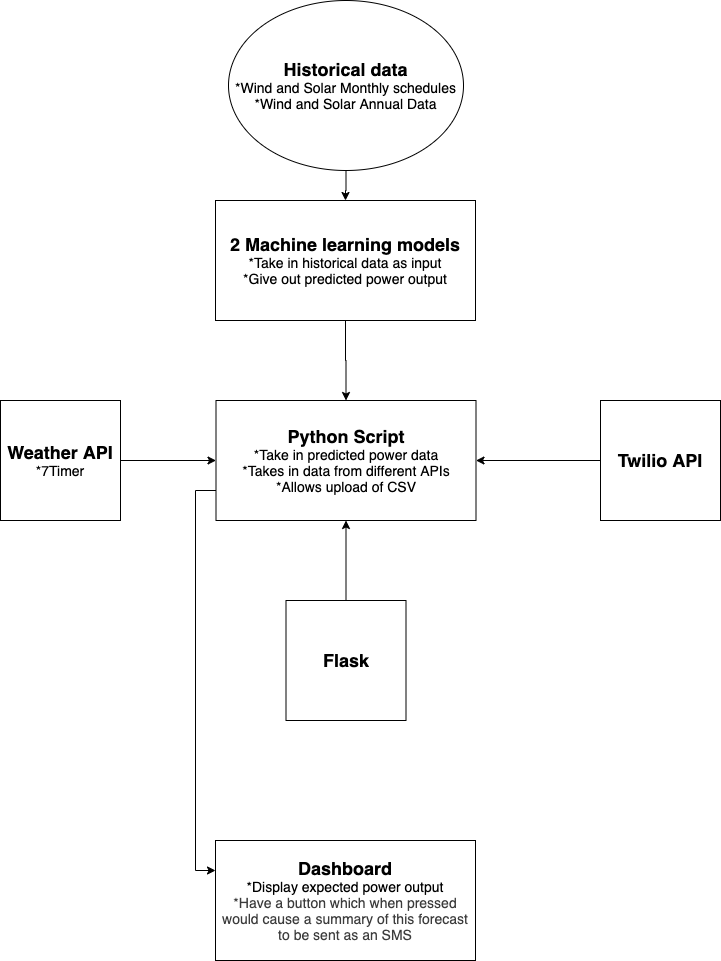 Historical data
*Wind and Solar Monthly schedules
*Wind and Solar Annual Data
2 Machine learning models
*Take in historical data as input
*Give out predicted power output
Weather API
*7Timer
Python Script
*Take in predicted power data
*Takes in data from different APIs
*Allows upload of CSV
Twilio API
Flask
Dashboard
*Display expected power output
*Have a button which when pressed
would cause a summary of this forecast
to be sent as an SMS